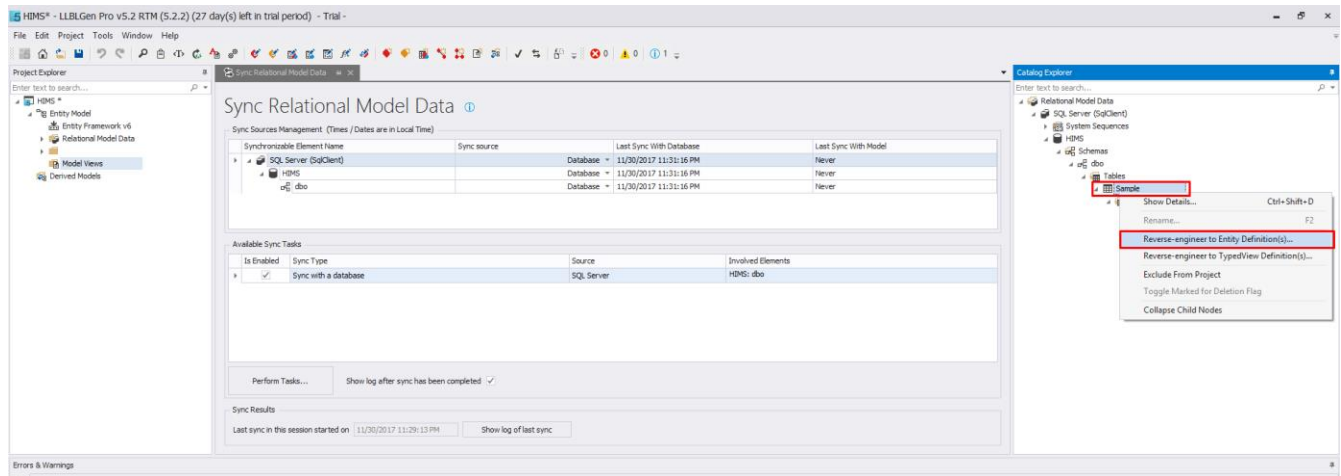 HIMS* - LLBLGen Pro v5.2 RTM (5.2.2) (27 day(s) left in trial period) - Trial -
File Edit Project Tools Window Help
0 0 1
Project Explorer
Enter text to search...
HIMS *
Entity Model
Entity Framework v6
Relational Model Data
Model Views
Derived Models
Sync Relational Model Data
Sync Relational Model Data
Sync Sources Management (Times / Dates are in Local Time)
Synchronizable Element Name Sync source Last Sync With Database Last Sync With Model
SQL Server (SqlClient) Database 11/30/2017 11:31:16 PM Never
HIMS Database 11/30/2017 11:31:16 PM Never
dbo Database 11/30/2017 11:31:16 PM Never
Available Sync Tasks
Is Enabled Sync Type Source Involved Elements
Sync with a database SQL Server HIMS: dbo
Perform Tasks... Show log after sync has been completed
Sync Results
Last sync in this session started on 11/30/2017 11:29:13 PM Show log of last sync
Catalog Explorer
Enter text to search...
Relational Model Data
SQL Server (SqlClient)
System Sequences
HIMS
Schemas
dbo
Tables
Sample
Show Details... Ctrl+Shift+D
Rename... F2
Reverse-engineer to Entity Definition(s)...
Reverse-engineer to TypedView Definition(s)...
Exclude From Project
Toggle Marked for Deletion Flag
Collapse Child Nodes
Errors & Warnings